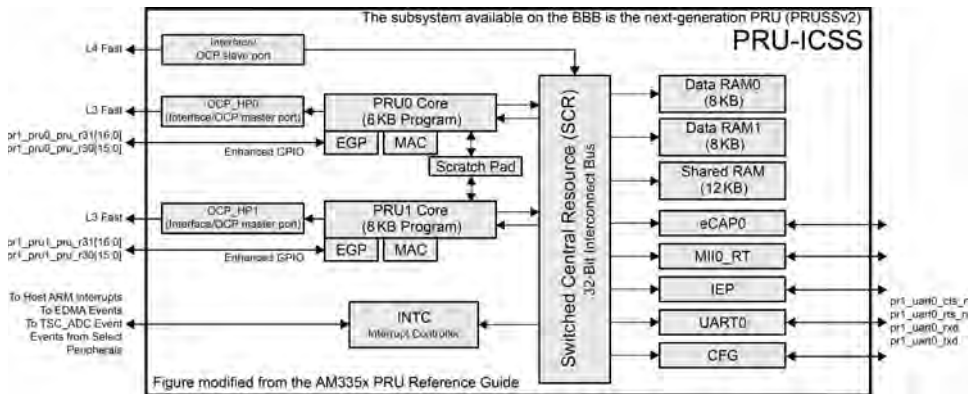 The subsystem available on the BBB is the next-generation PRU (PRUSSv2)
PRU-ICSS
L4 Fast
Interface/
OCP slave port
L3 Fast
OCP_HP0
(Interface/OCP master port)
PRU0 Core
(8KB Program)
pr1_pru0_pru_r31[16:0]
pr1_pru0_pru_r30[15:0]
Enhanced GPIO
EGP
MAC
Scratch Pad
L3 Fast
OCP_HP1
(Interface/OCP master port)
PRU1 Core
(8KB Program)
pr1_pru1_pru_r31[16:0]
pr1_pru1_pru_r30[15:0]
Enhanced GPIO
EGP
MAC
To Host ARM Interrupts
To EDMA Events
To TSC_ADC Event
Events from Select
Peripherals
INTC
Interrupt Controller
Switched Central Resource (SCR)
32-Bit Interconnect Bus
Data RAM0
(8KB)
Data RAM1
(8KB)
Shared RAM
(12KB)
eCAP0
MII0_RT
IEP
UART0
CFG
pr1_uart0_cts_n
pr1_uart0_rts_n
pr1_uart0_rxd
pr1_uart0_txd
Figure modified from the AM335x PRU Reference Guide